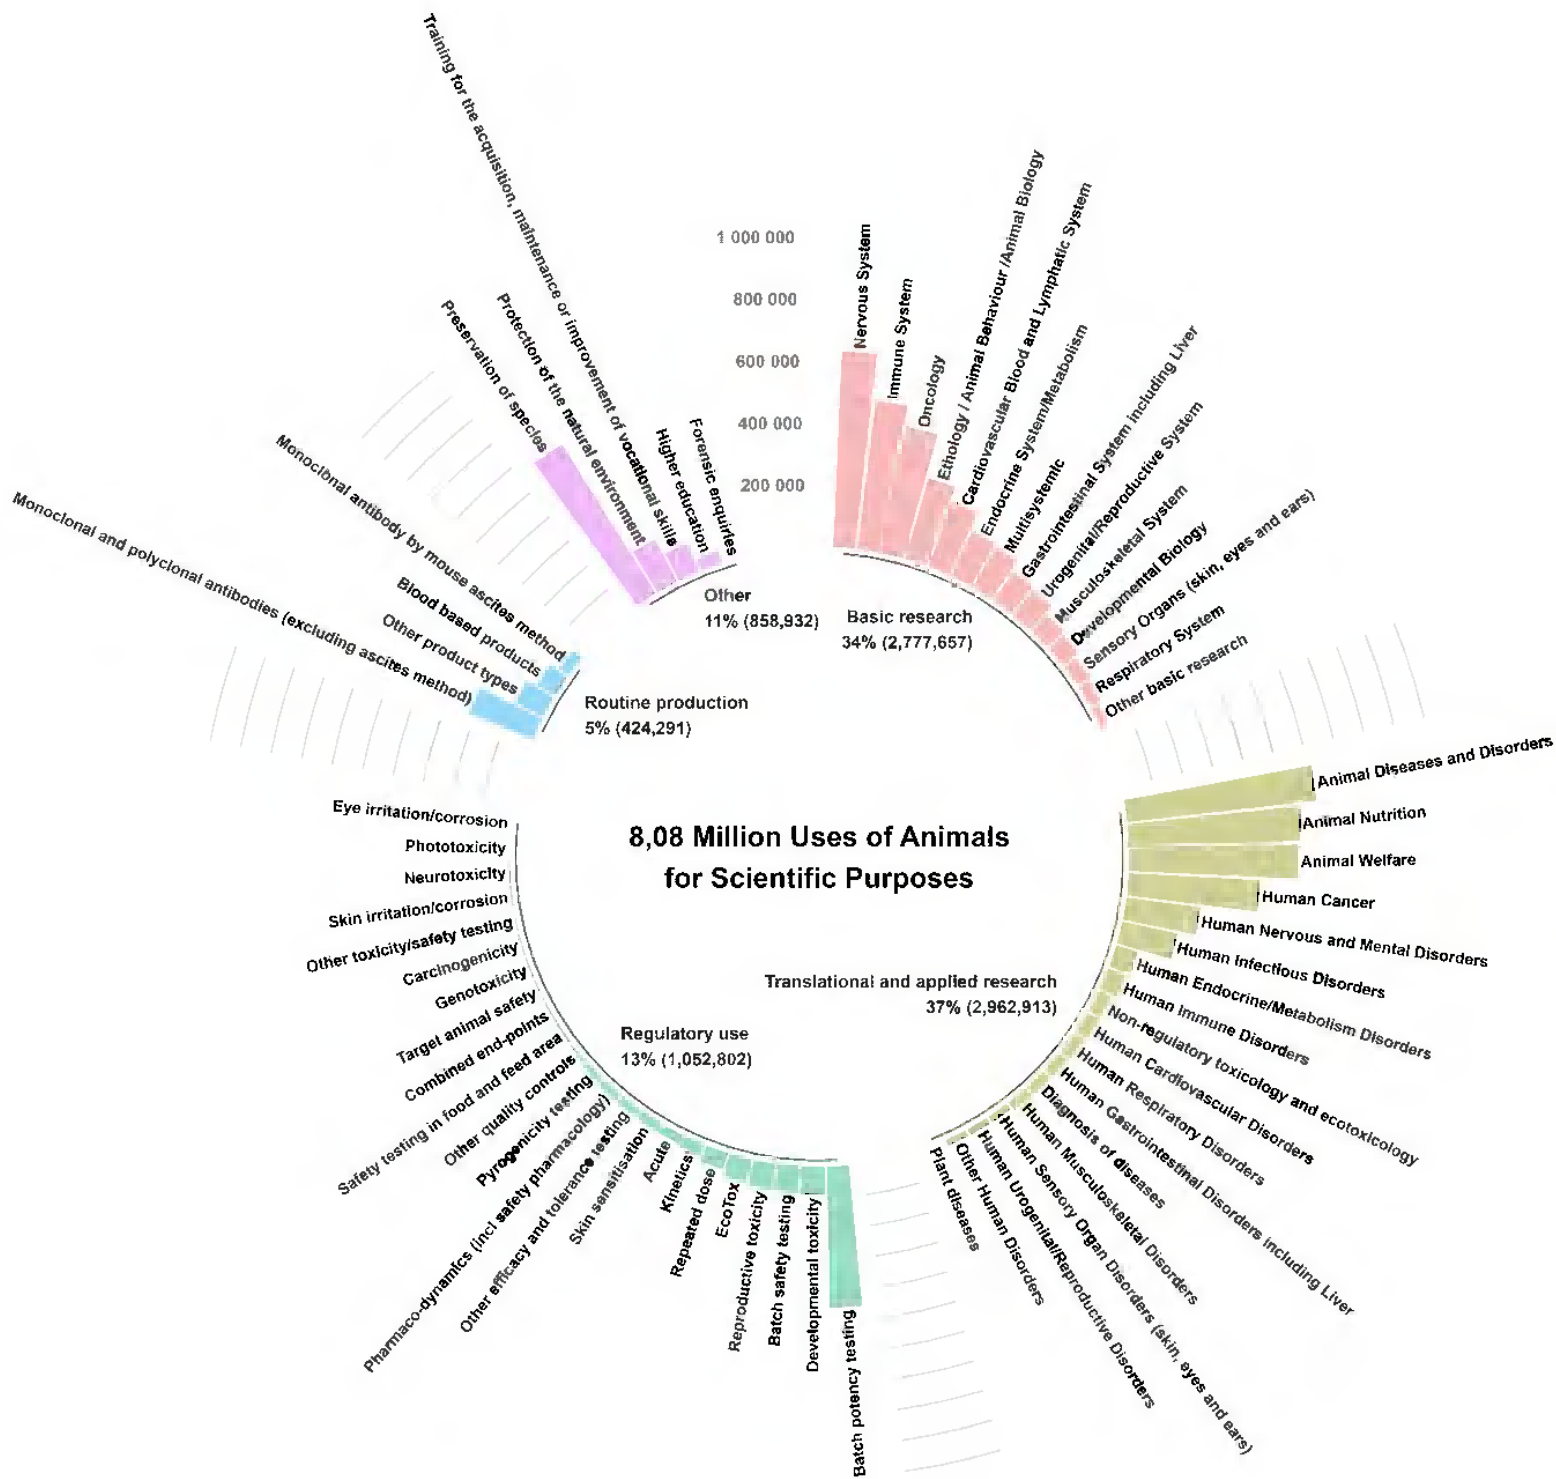 8,08 Million Uses of Animals
for Scientific Purposes
1 000 000
800 000
600 000
400 000
200 000
Basic research
34% (2,777,657)
Nervous System
Immune System
Oncology
Ethology / Animal Behaviour /Animal Biology
Cardiovascular Blood and Lymphatic System
Endocrine System/Metabolism
Multisystemic
Gastrointestinal System including Liver
Urogenital/Reproductive System
Musculoskeletal System
Developmental Biology
Sensory Organs (skin, eyes and ears)
Respiratory System
Other basic research
Translational and applied research
37% (2,962,913)
Animal Diseases and Disorders
Animal Nutrition
Animal Welfare
Human Cancer
Human Nervous and Mental Disorders
Human Infectious Disorders
Human Endocrine/Metabolism Disorders
Human Immune Disorders
Non-regulatory toxicology and ecotoxicology
Human Cardiovascular Disorders
Human Respiratory Disorders
Human Gastrointestinal Disorders including Liver
Diagnosis of diseases
Human Musculoskeletal Disorders
Human Sensory Organ Disorders (skin, eyes and ears)
Human Urogenital/Reproductive Disorders
Other Human Disorders
Plant diseases
Regulatory use
13% (1,052,802)
Batch potency testing
Developmental toxicity
Batch safety testing
Reproductive toxicity
EcoTox
Repeated dose
Kinetics
Acute
Skin sensitisation
Other efficacy and tolerance testing
Pharmaco-dynamics (incl safety pharmacology)
Pyrogenicity testing
Other quality controls
Safety testing in food and feed area
Combined end-points
Target animal safety
Genotoxicity
Carcinogenicity
Other toxicity/safety testing
Skin irritation/corrosion
Neurotoxicity
Phototoxicity
Eye irritation/corrosion
Routine production
5% (424,291)
Monoclonal and polyclonal antibodies (excluding ascites method)
Other product types
Blood based products
Monoclonal antibody by mouse ascites method
Other
11% (858,932)
Preservation of species
Protection of the natural environment
Training for the acquisition, maintenance or improvement of vocational skills
Higher education
Forensic enquiries